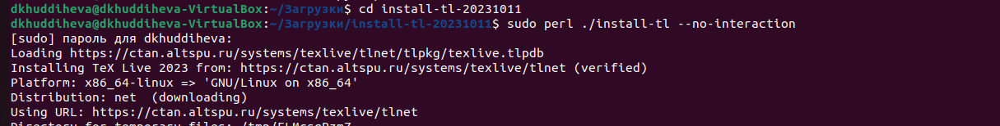 dkhuddiheva@dkhuddiheva-VirtualBox:~/Загрузки$ cd install-tl-20231011
dkhuddiheva@dkhuddiheva-VirtualBox:~/Загрузки/install-tl-20231011$ sudo perl ./install-tl --no-interaction
[sudo] пароль для dkhuddiheva:
Loading https://ctan.altspu.ru/systems/texlive/tlnet/tlpkg/texlive.tlpdb
Installing TeX Live 2023 from: https://ctan.altspu.ru/systems/texlive/tlnet (verified)
Platform: x86_64-linux => 'GNU/Linux on x86_64'
Distribution: net  (downloading)
Using URL: https://ctan.altspu.ru/systems/texlive/tlnet
Directory for temporary files: